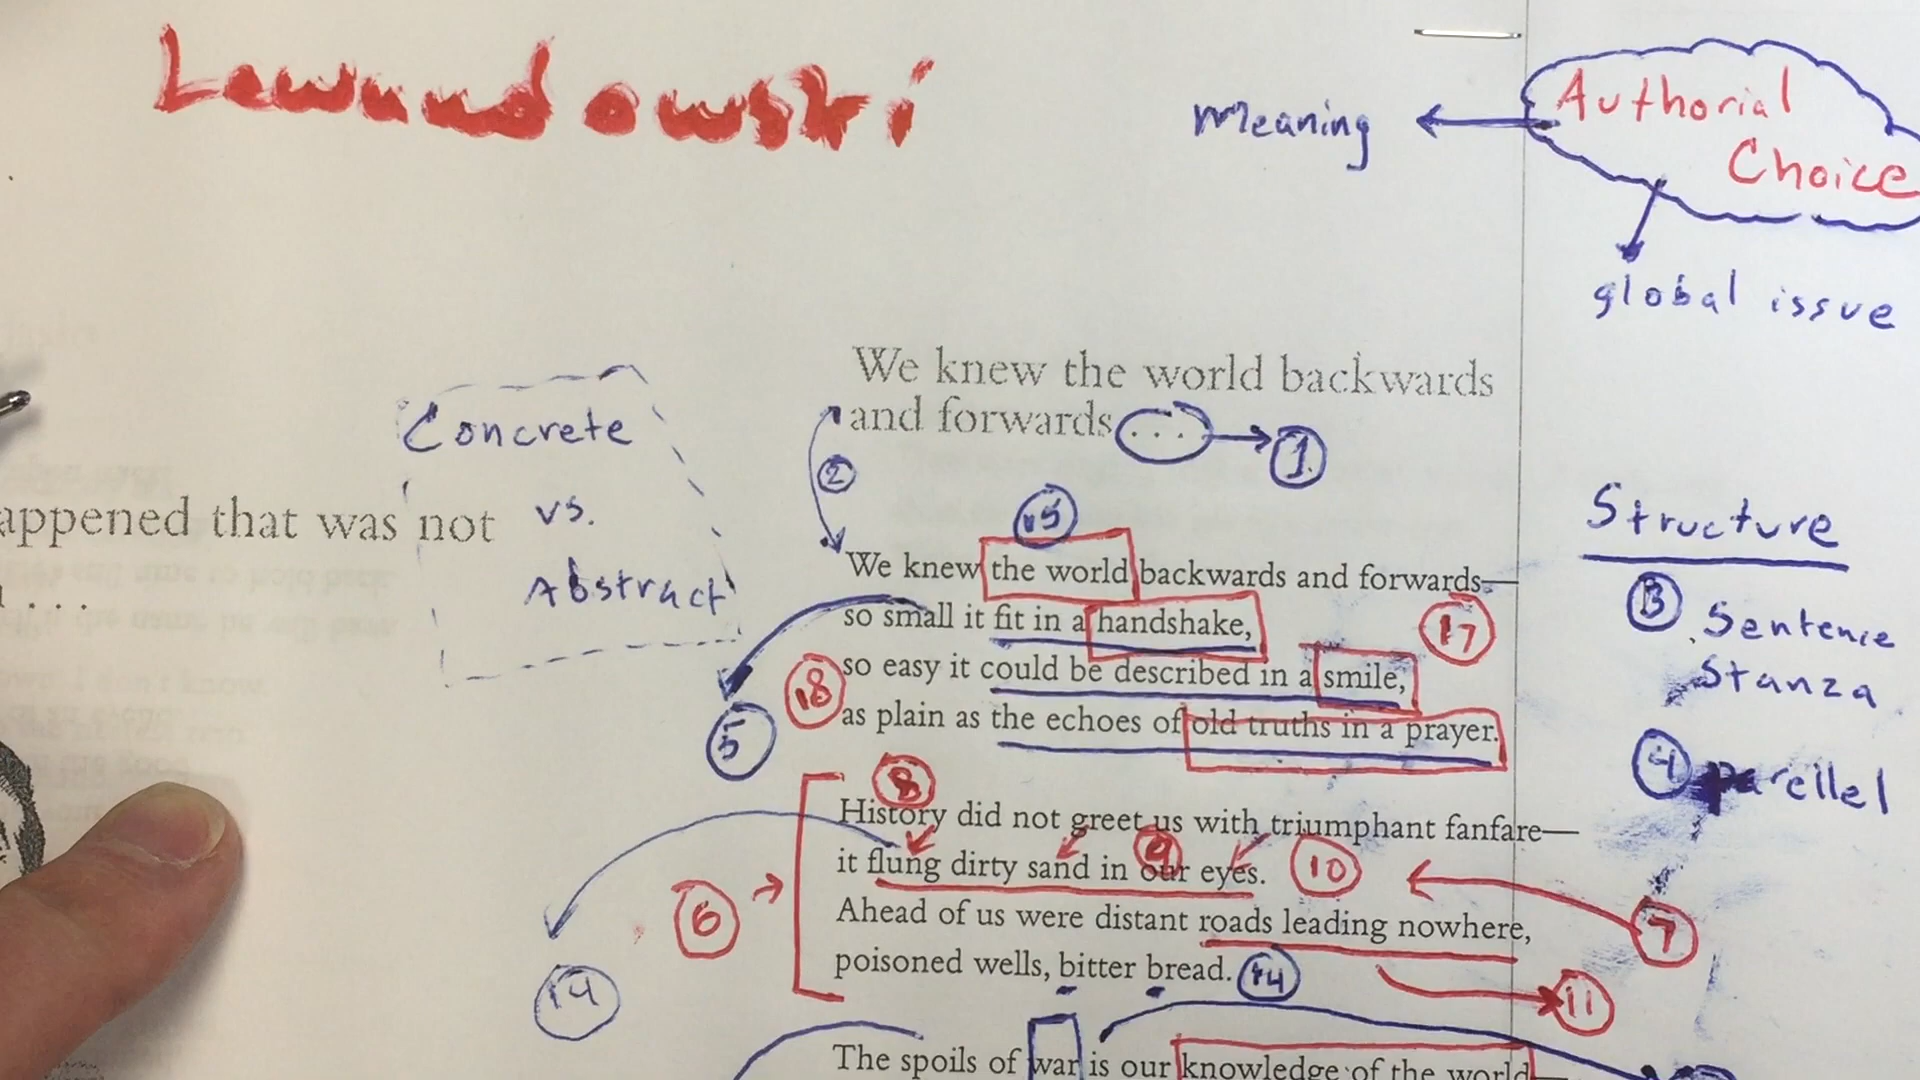 Lewandowski
meaning
Authorial
Choice
global issue
We knew the world backwards
and forwards...
1
2
Concrete
vs.
Abstract
appened that was not
. . .
Structure
3 Sentence
Stanza
4 parellel
We knew the world backwards and forwards—
so small it fit in a handshake,
17
so easy it could be described in a smile,
18
as plain as the echoes of old truths in a prayer.
5
8
History did not greet us with triumphant fanfare—
it flung dirty sand in our eyes.
9
10
Ahead of us were distant roads leading nowhere,
6
7
poisoned wells, bitter bread.
14
14
11
The spoils of war is our knowledge of the world—